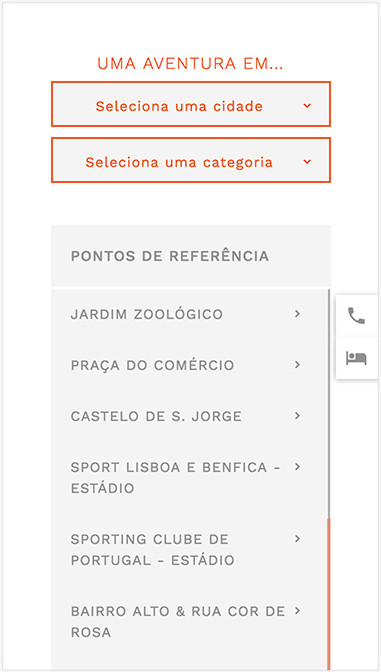 UMA AVENTURA EM...
Seleciona uma cidade
Seleciona uma categoria
PONTOS DE REFERÊNCIA
JARDIM ZOOLÓGICO
PRAÇA DO COMÉRCIO
CASTELO DE S. JORGE
SPORT LISBOA E BENFICA -
ESTÁDIO
SPORTING CLUBE DE
PORTUGAL - ESTÁDIO
BAIRRO ALTO & RUA COR DE
ROSA